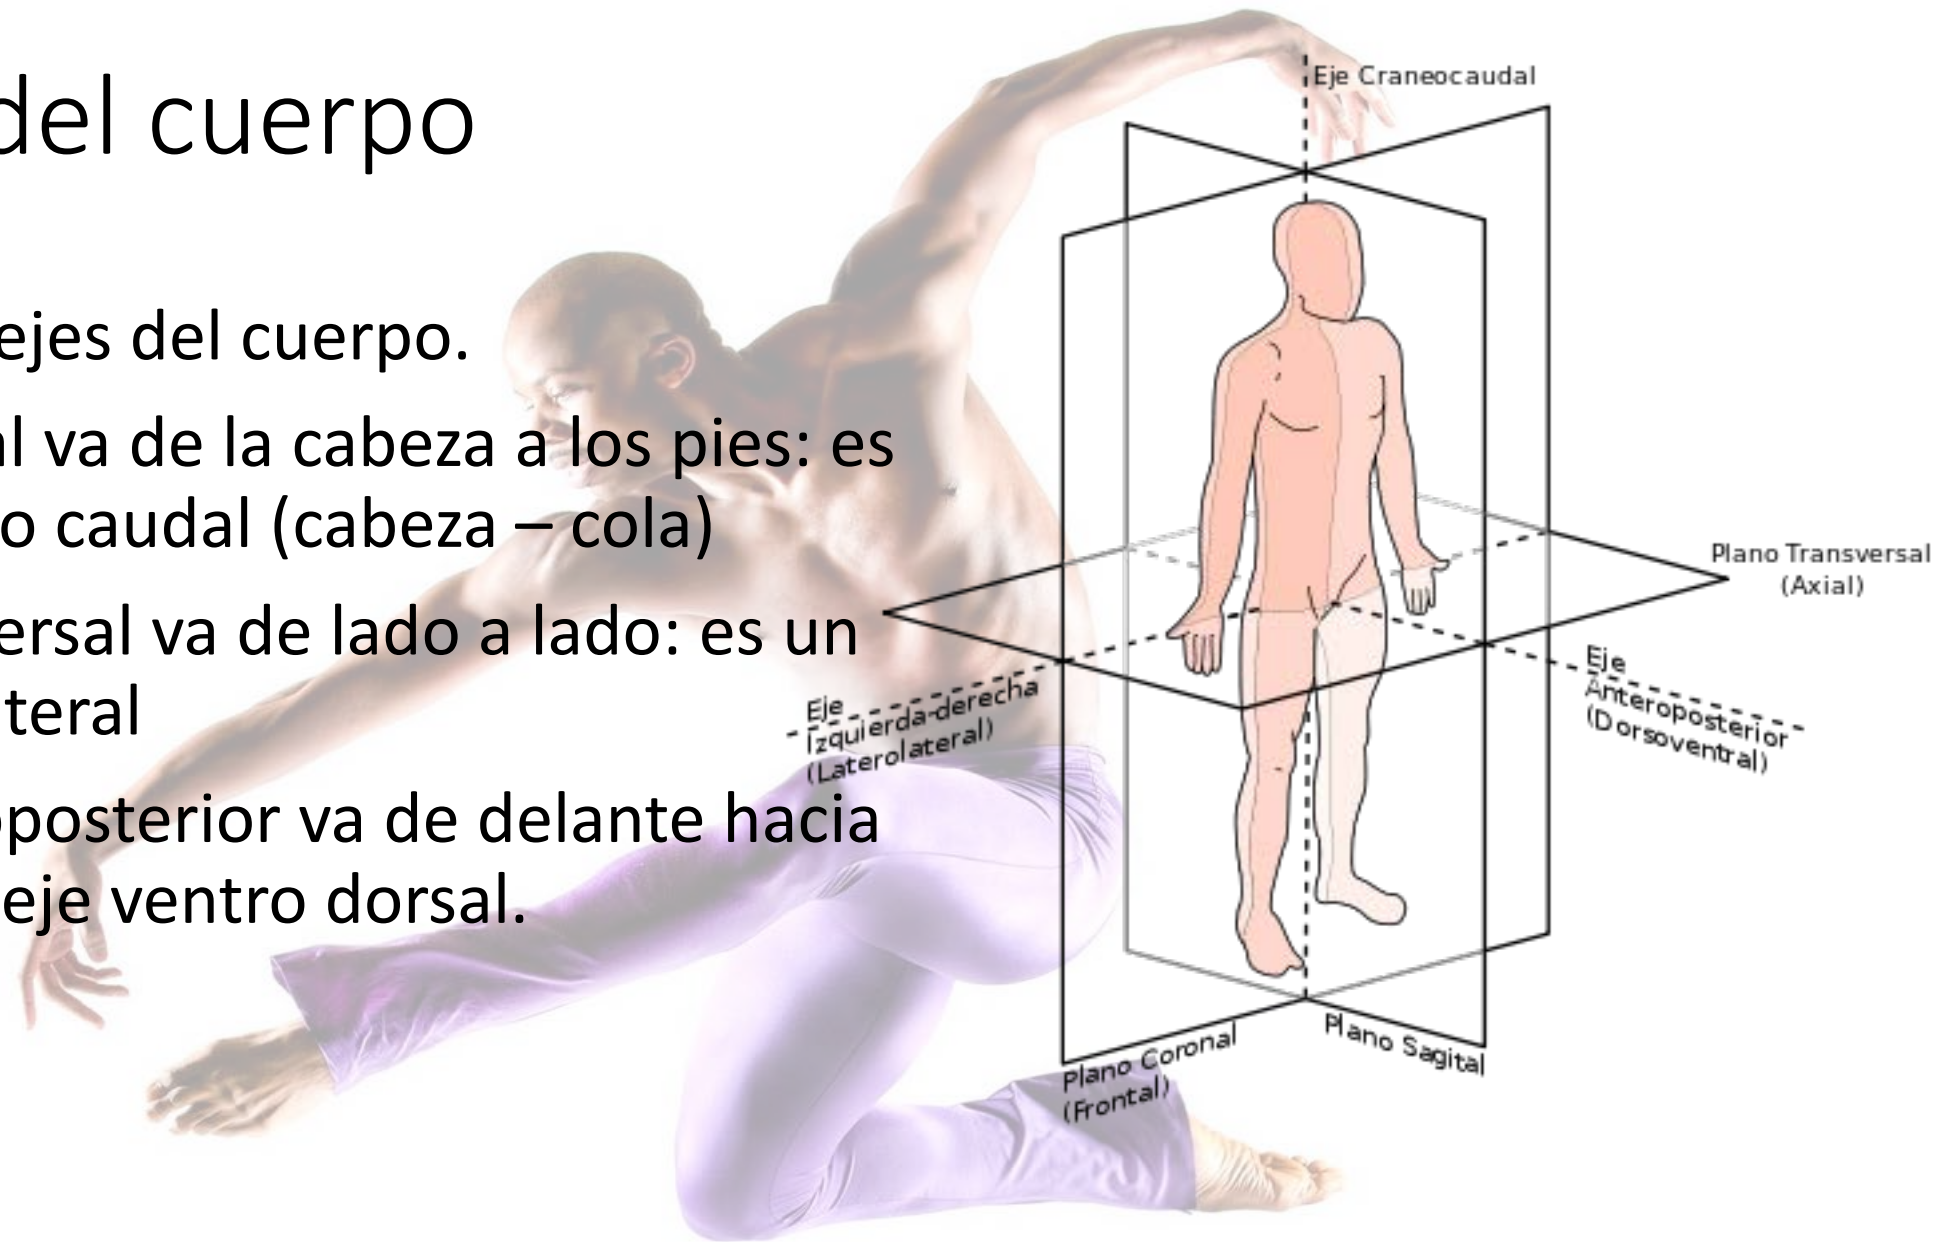 del cuerpo
ejes del cuerpo.
al va de la cabeza a los pies: es
o caudal (cabeza – cola)
ersal va de lado a lado: es un
teral
oposterior va de delante hacia
eje ventro dorsal.
Eje Craneocaudal
Plano Transversal
(Axial)
Eje
Anteroposterior
(Dorsoventral)
Eje
Izquierda-derecha
(Laterolateral)
Plano Coronal
(Frontal)
Plano Sagital